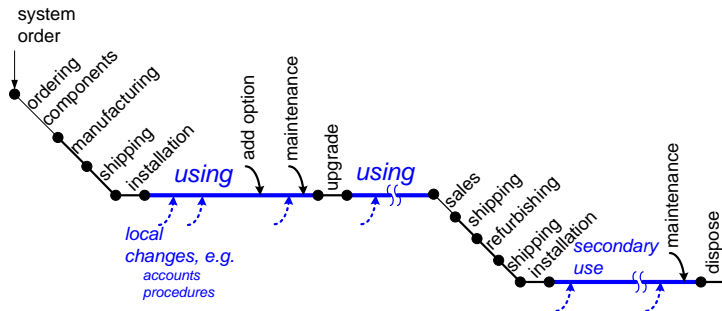 system
order
ordering
components
manufacturing
shipping
installation
using
add option
maintenance
upgrade
using
local
changes, e.g.
accounts
procedures
sales
shipping
refurbishing
shipping
installation
secondary
use
maintenance
dispose